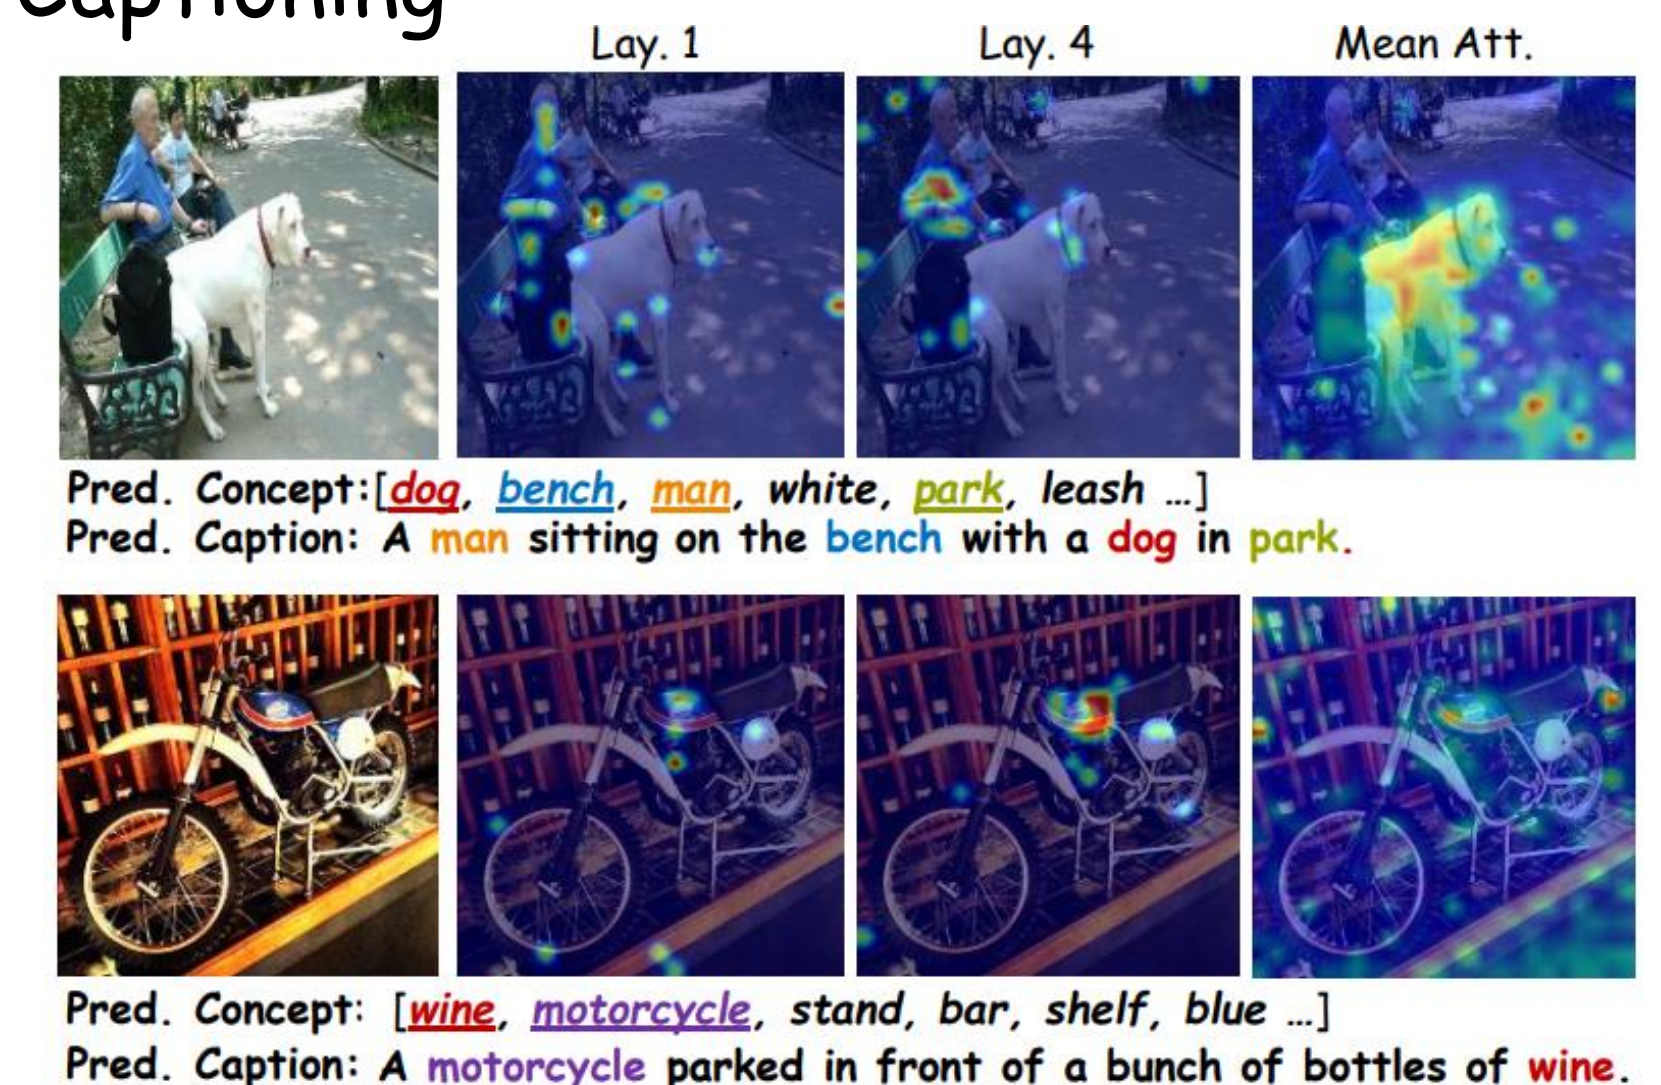 Captioning
Lay. 1 Lay. 4 Mean Att.
Pred. Concept:[dog, bench, man, white, park, leash ...]
Pred. Caption: A man sitting on the bench with a dog in park.
Pred. Concept: [wine, motorcycle, stand, bar, shelf, blue ...]
Pred. Caption: A motorcycle parked in front of a bunch of bottles of wine.